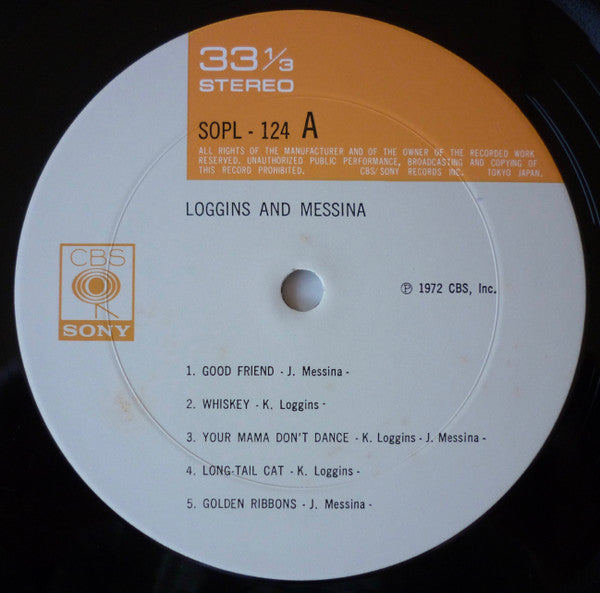 33 1/3
STEREO
SOPL - 124 A
ALL RIGHTS OF THE MANUFACTURER AND OF THE OWNER OF THE RECORDED WORK
RESERVED. UNAUTHORIZED PUBLIC PERFORMANCE, BROADCASTING AND COPYING OF
THIS RECORD PROHIBITED. CBS/SONY RECORDS INC. TOKYO JAPAN.
LOGGINS AND MESSINA
CBS
SONY
℗ 1972 CBS, Inc.
1. GOOD FRIEND - J. Messina -
2. WHISKEY - K. Loggins -
3. YOUR MAMA DON'T DANCE - K. Loggins - J. Messina -
4. LONG-TAIL CAT - K. Loggins -
5. GOLDEN RIBBONS - J. Messina -